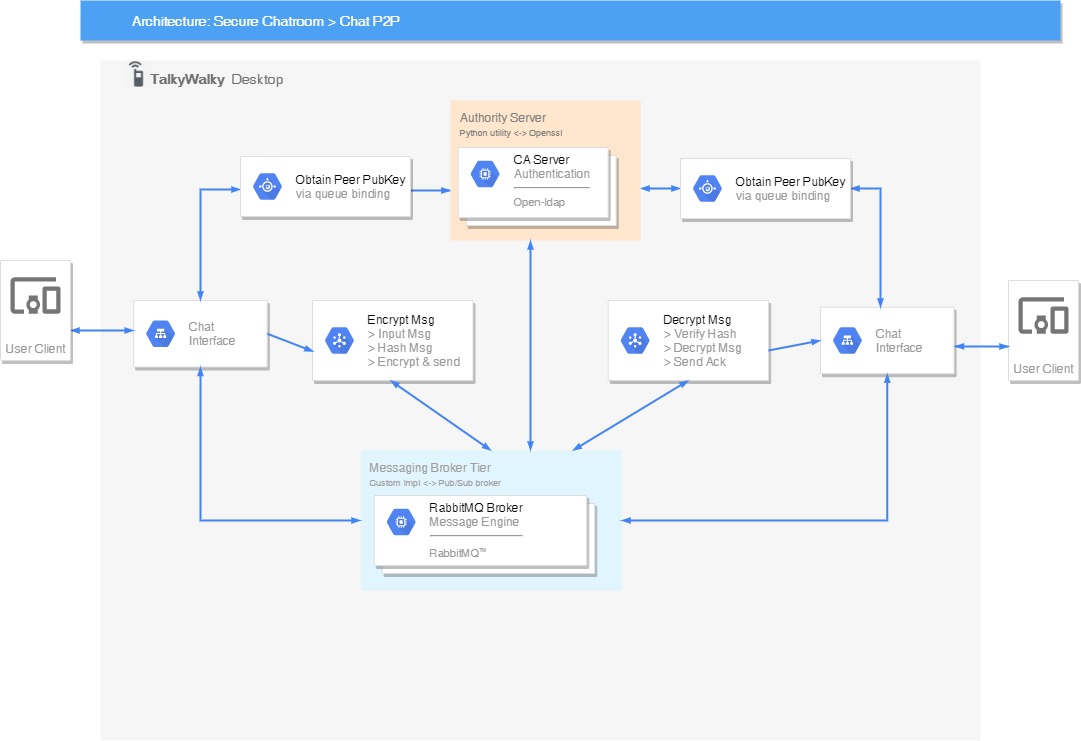 Architecture: Secure Chatroom > Chat P2P
TalkyWalky Desktop
Authority Server
Python utility <-> Openssl
CA Server
Authentication
Open-ldap
Obtain Peer PubKey
via queue binding
Obtain Peer PubKey
via queue binding
User Client
Chat
Interface
Encrypt Msg
> Input Msg
> Hash Msg
> Encrypt & send
Decrypt Msg
> Verify Hash
> Decrypt Msg
> Send Ack
Chat
Interface
User Client
Messaging Broker Tier
Custom Impl <-> Pub/Sub broker
RabbitMQ Broker
Message Engine
RabbitMQ™